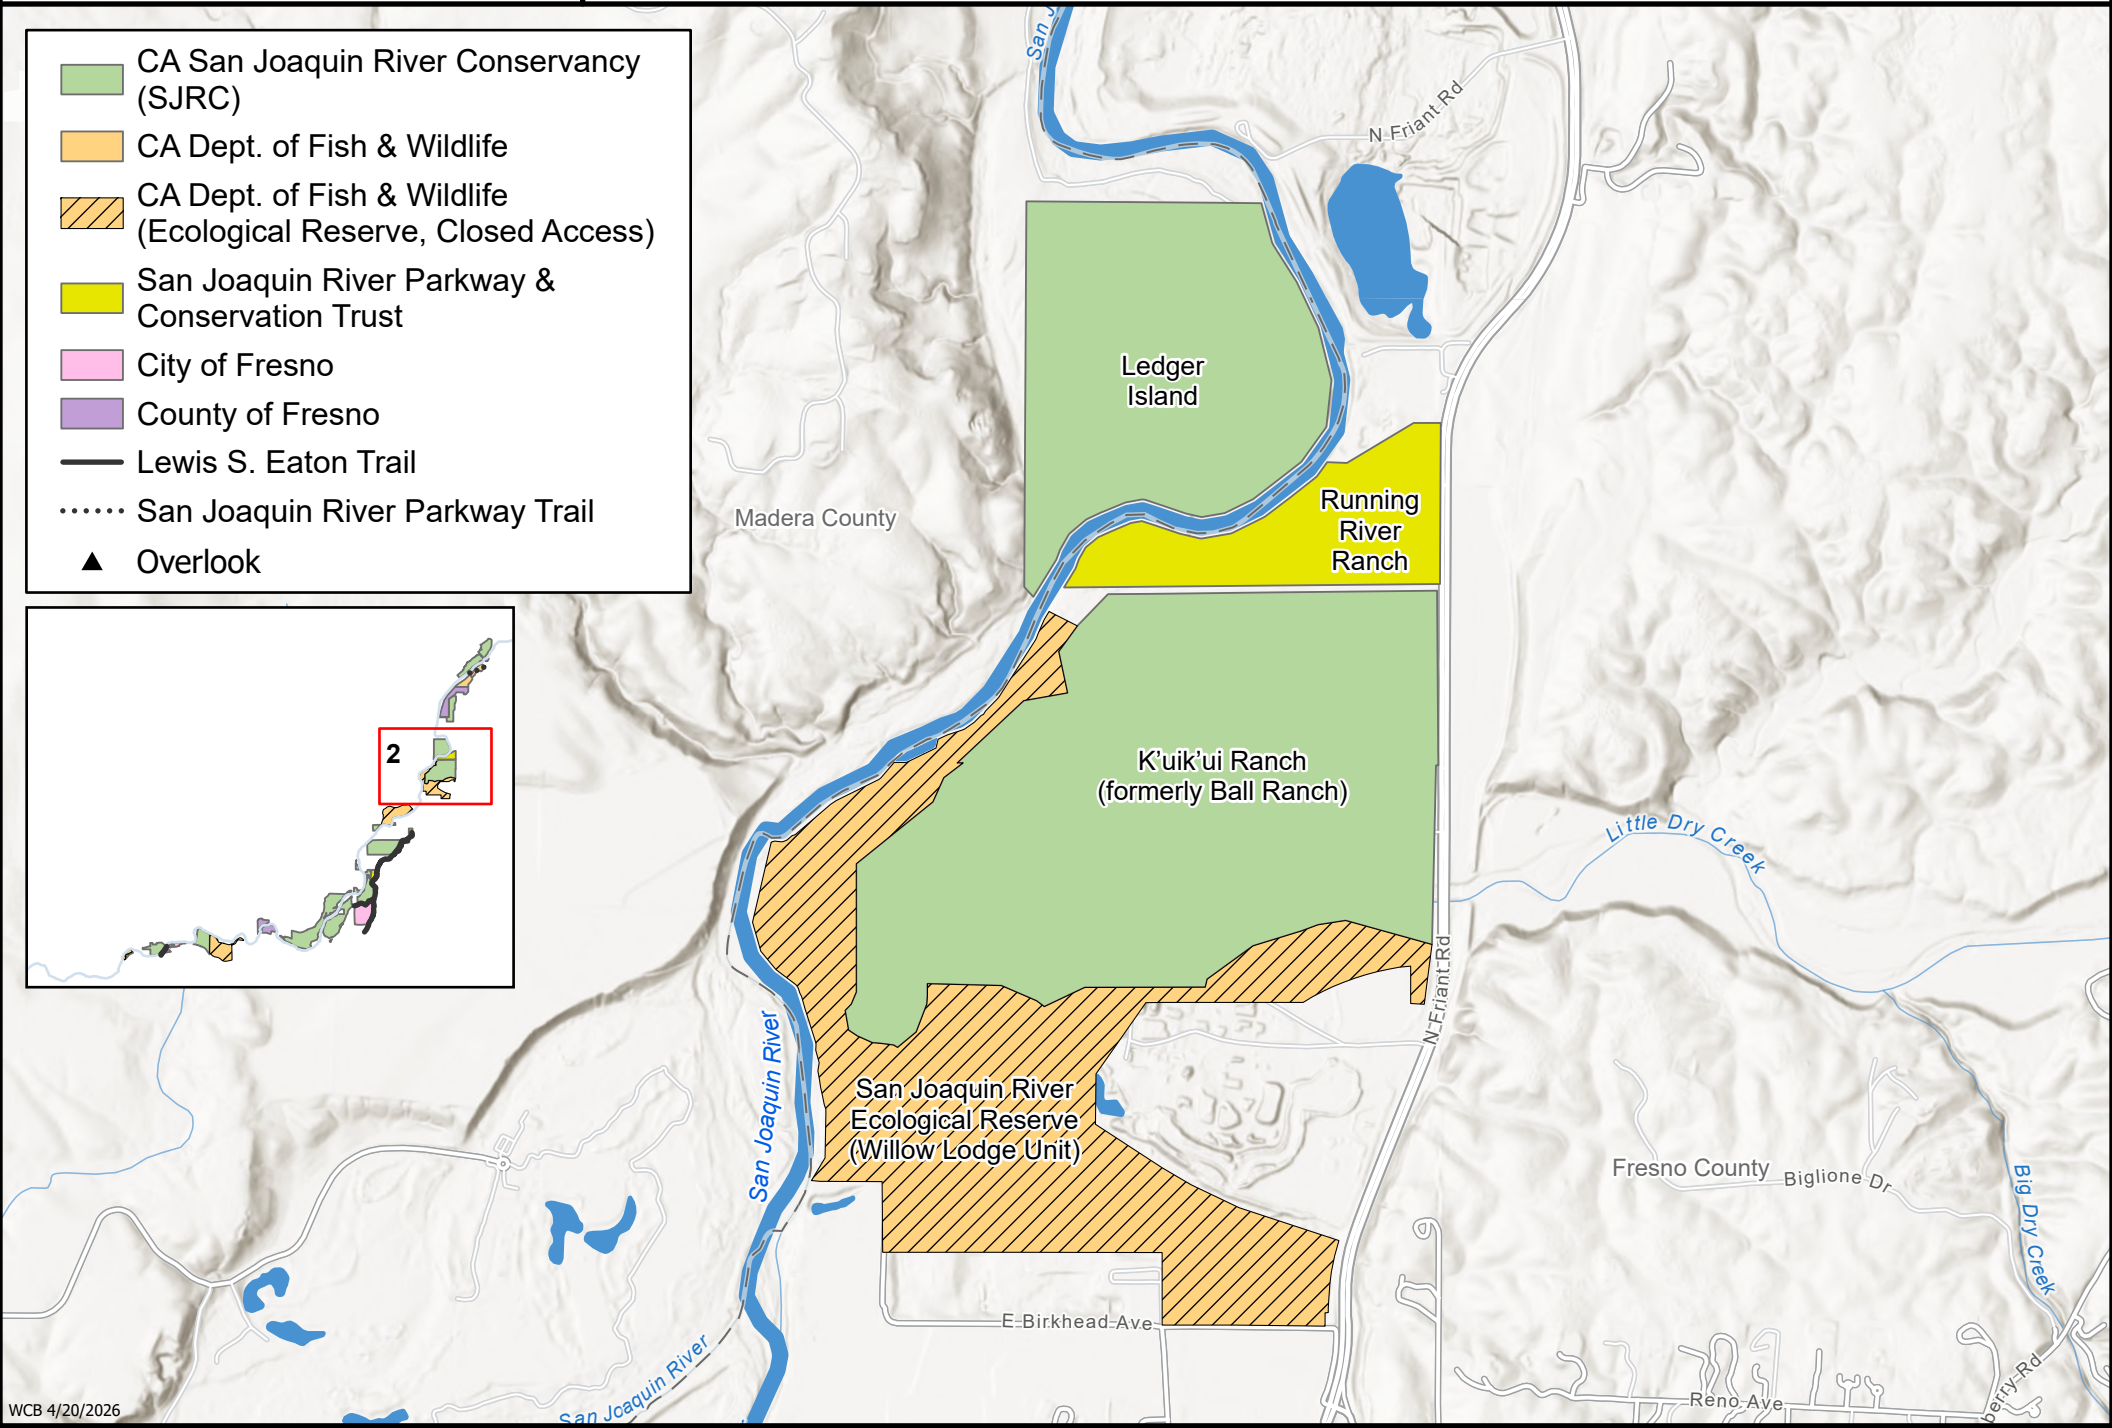 CA San Joaquin River Conservancy
(SJRC)
CA Dept. of Fish & Wildlife
CA Dept. of Fish & Wildlife
(Ecological Reserve, Closed Access)
San Joaquin River Parkway &
Conservation Trust
City of Fresno
County of Fresno
Lewis S. Eaton Trail
San Joaquin River Parkway Trail
Overlook
2
San J
N Friant Rd
Ledger
Island
Madera County
Running
River
Ranch
K’uik’ui Ranch
(formerly Ball Ranch)
Little Dry Creek
N Friant Rd
San Joaquin River
San Joaquin River
Ecological Reserve
(Willow Lodge Unit)
Fresno County
Biglione Dr
Big Dry Creek
E Birkhead Ave
San Joaquin River
Reno Ave
berry Rd
WCB 4/20/2026